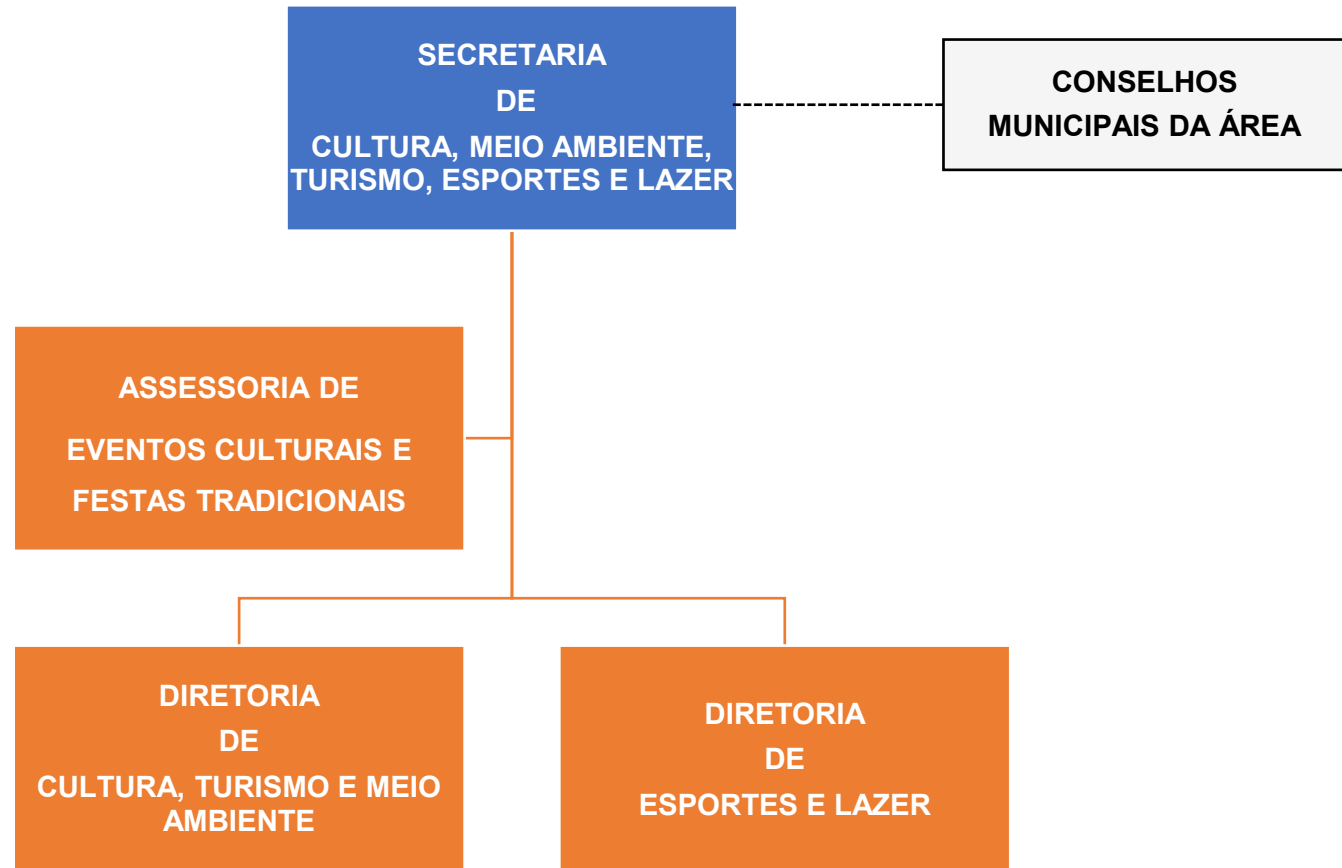 SECRETARIA
DE
CULTURA, MEIO AMBIENTE,
TURISMO, ESPORTES E LAZER
CONSELHOS
MUNICIPAIS DA ÁREA
ASSESSORIA DE
EVENTOS CULTURAIS E
FESTAS TRADICIONAIS
DIRETORIA
DE
CULTURA, TURISMO E MEIO
AMBIENTE
DIRETORIA
DE
ESPORTES E LAZER